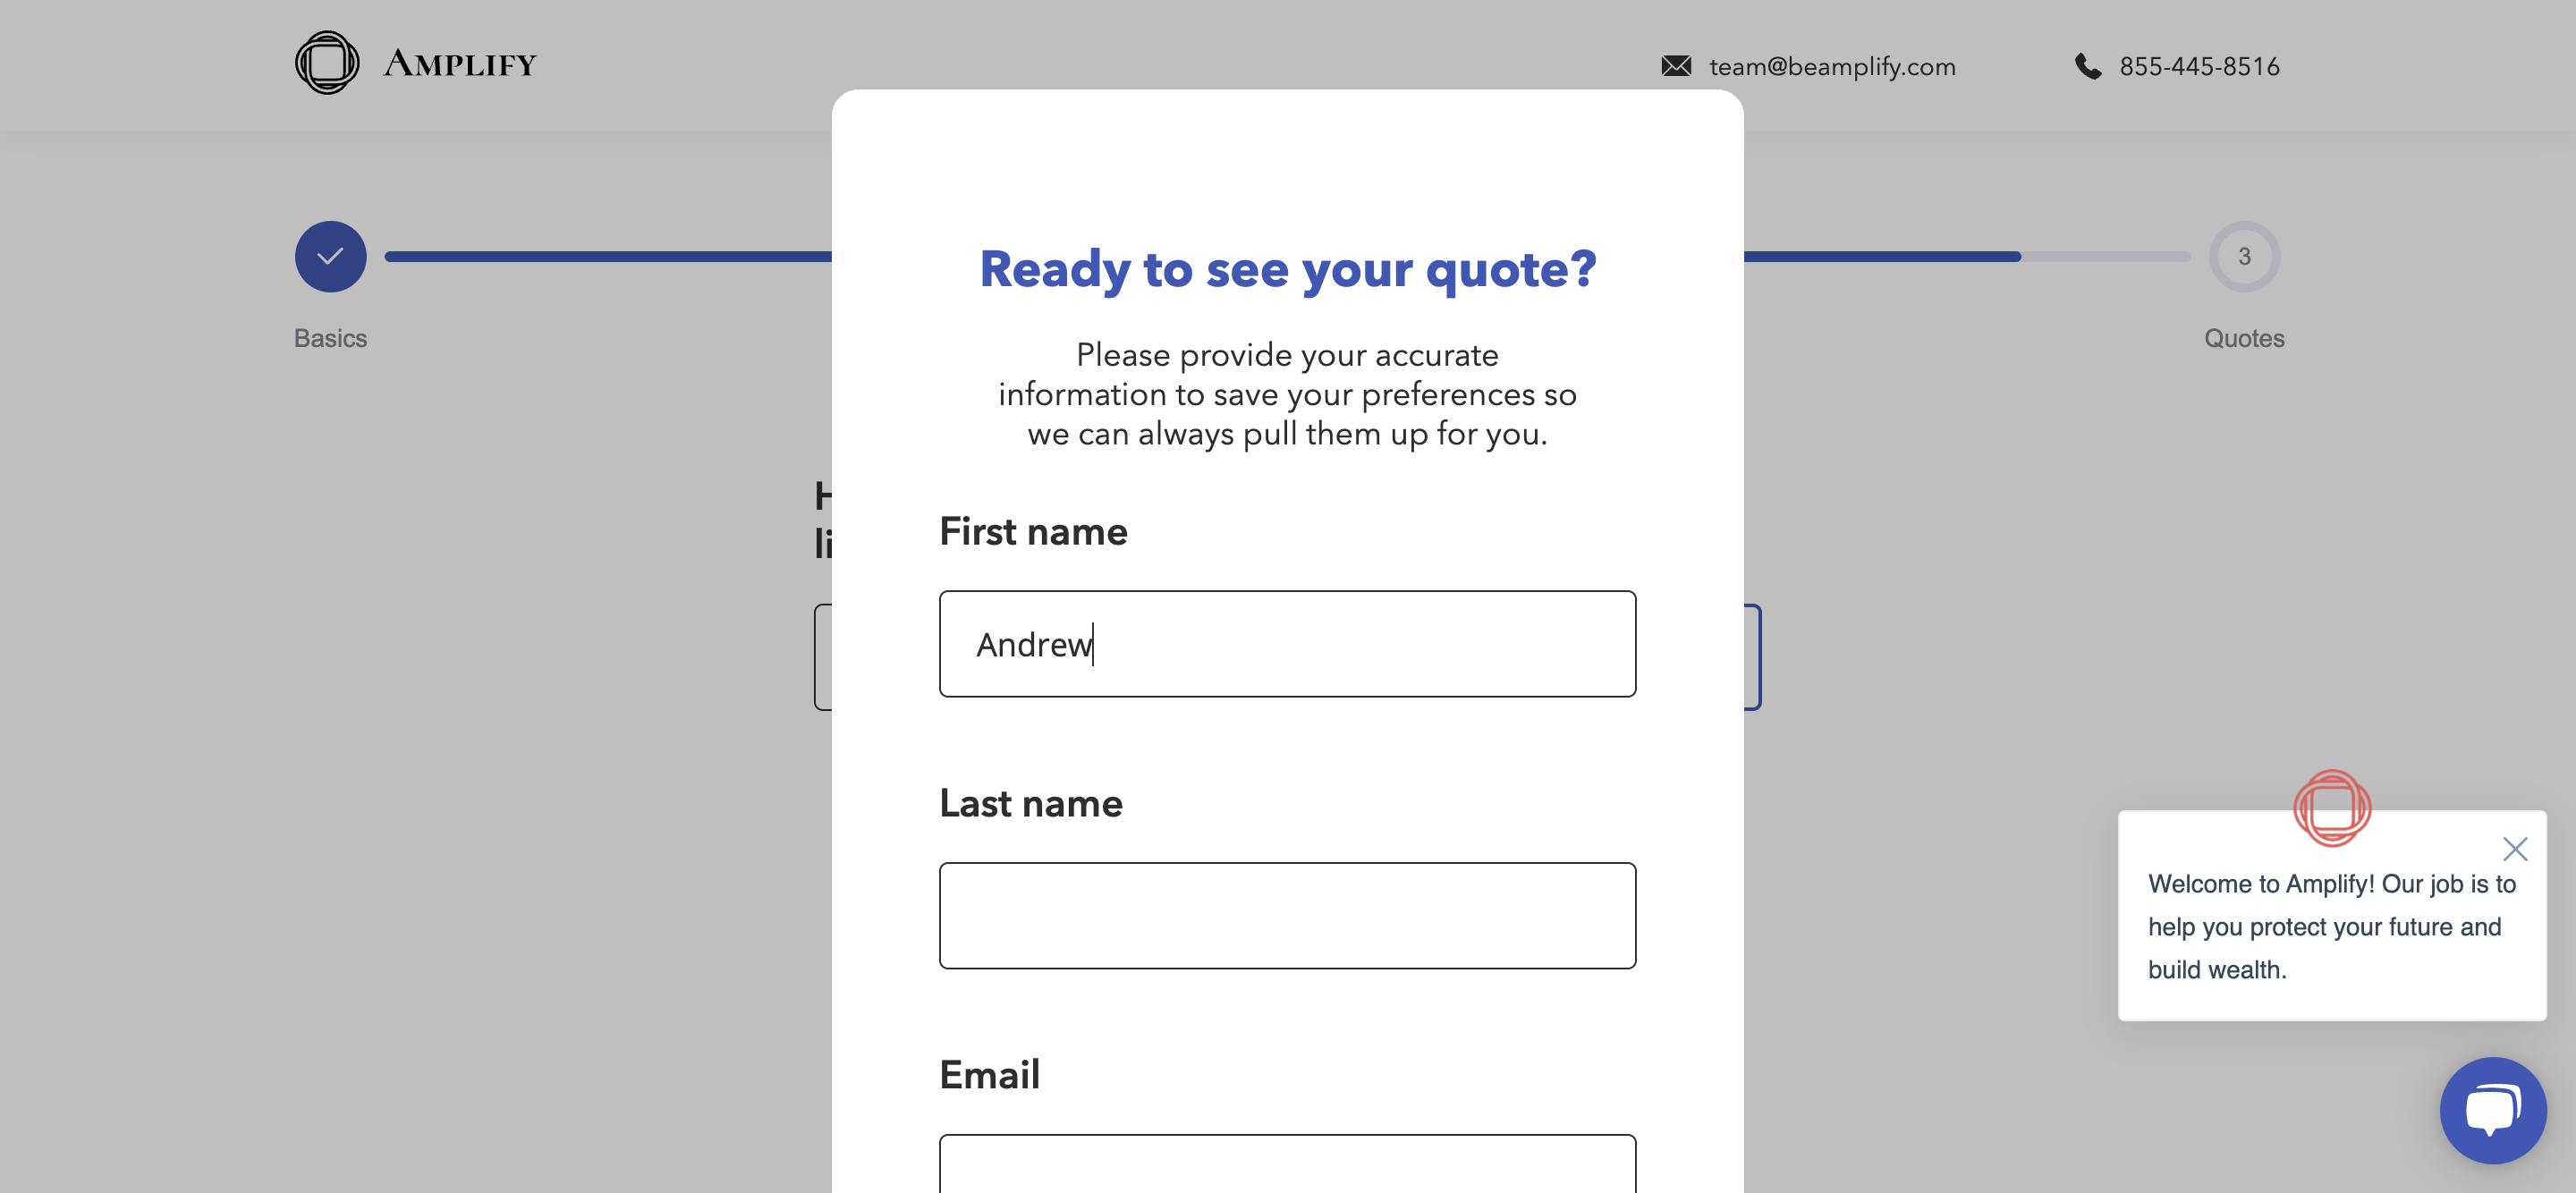 AMPLIFY
team@beamplify.com
855-445-8516
Basics
3
Quotes
Ready to see your quote?
Please provide your accurate
information to save your preferences so
we can always pull them up for you.
First name
Andrew
Last name
Email
Welcome to Amplify! Our job is to
help you protect your future and
build wealth.